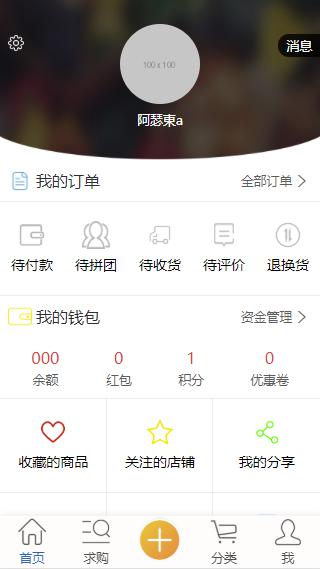 消息
100 x 100
阿瑟東a
我的订单
全部订单
待付款 待拼团 待收货 待评价 退换货
我的钱包
资金管理
000 0 1 0
余额 红包 积分 优惠卷
收藏的商品 关注的店铺 我的分享
首页 求购 分类 我